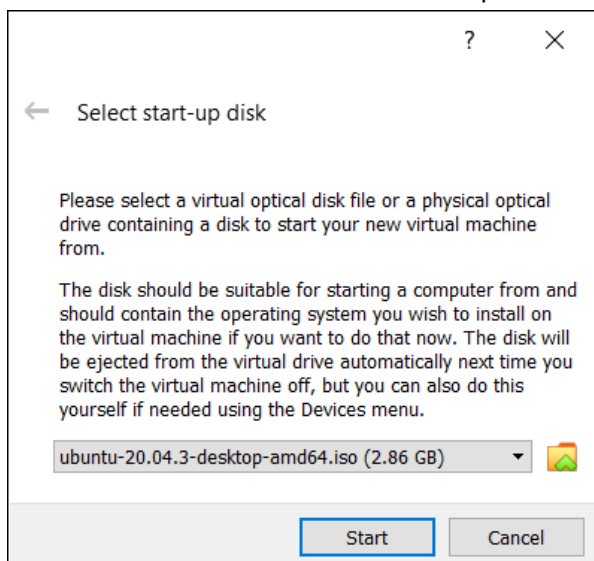 ?
Select start-up disk
Please select a virtual optical disk file or a physical optical
drive containing a disk to start your new virtual machine
from.
The disk should be suitable for starting a computer from and
should contain the operating system you wish to install on
the virtual machine if you want to do that now. The disk will
be ejected from the virtual drive automatically next time you
switch the virtual machine off, but you can also do this
yourself if needed using the Devices menu.
ubuntu-20.04.3-desktop-amd64.iso (2.86 GB)
Start Cancel